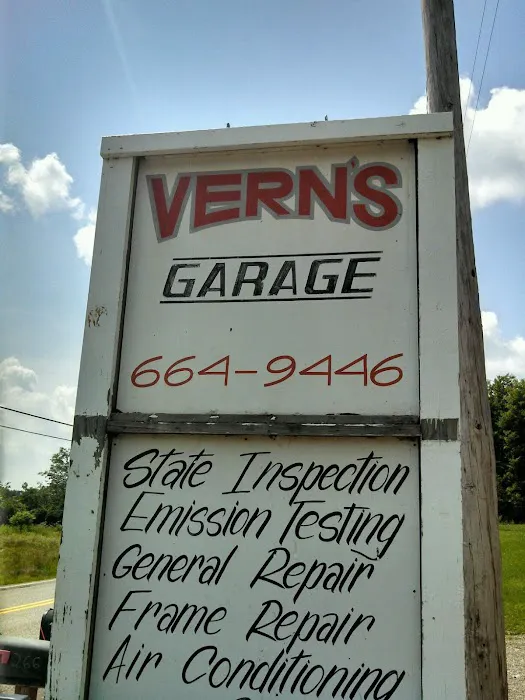 VERN'S
GARAGE
664-9446
State Inspection
Emission Testing
General Repair
Frame Repair
Air Conditioning